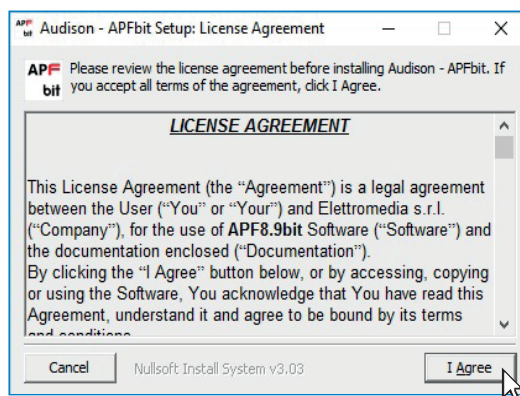 APF bit Audison - APFbit Setup: License Agreement
APF bit
Please review the license agreement before installing Audison - APFbit. If
you accept all terms of the agreement, click I Agree.
LICENSE AGREEMENT
This License Agreement (the “Agreement”) is a legal agreement
between the User (“You” or “Your”) and Elettromedia s.r.l.
(“Company”), for the use of APF8.9bit Software (“Software”) and
the documentation enclosed (“Documentation”).
By clicking the “I Agree” button below, or by accessing, copying
or using the Software, You acknowledge that You have read this
Agreement, understand it and agree to be bound by its terms
and conditions.
Cancel Nullsoft Install System v3.03 I Agree